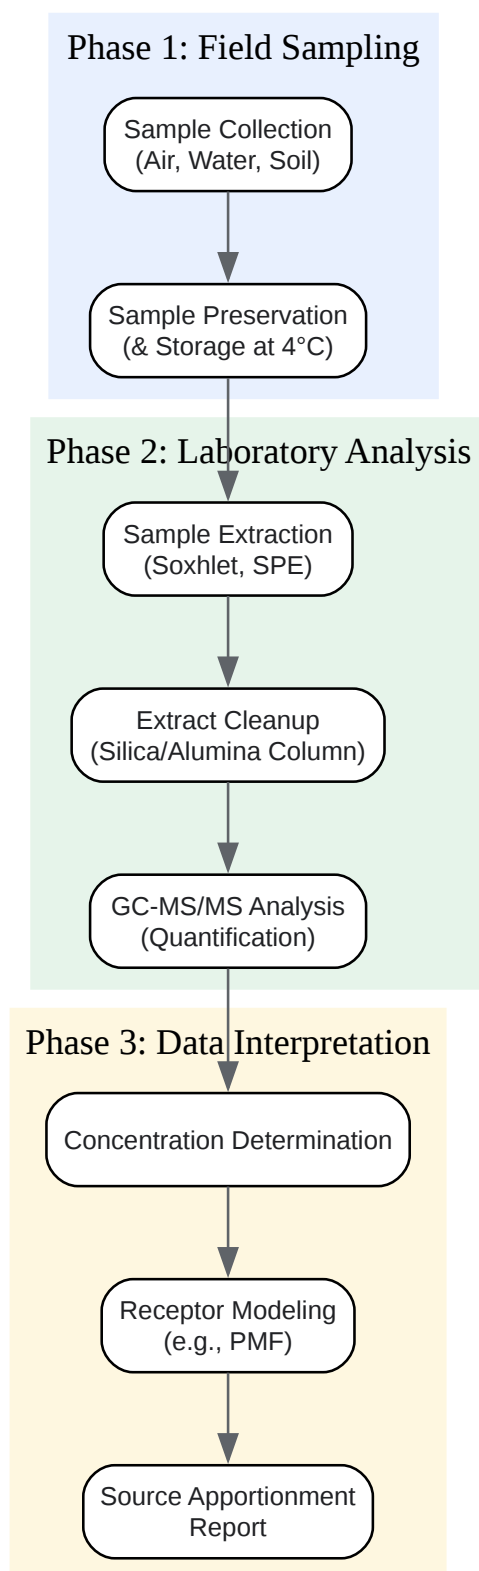 Phase 1: Field Sampling
Sample Collection
(Air, Water, Soil)
Sample Preservation
(& Storage at 4°C)
Phase 2: Laboratory Analysis
Sample Extraction
(Soxhlet, SPE)
Extract Cleanup
(Silica/Alumina Column)
GC-MS/MS Analysis
(Quantification)
Phase 3: Data Interpretation
Concentration Determination
Receptor Modeling
(e.g., PMF)
Source Apportionment
Report